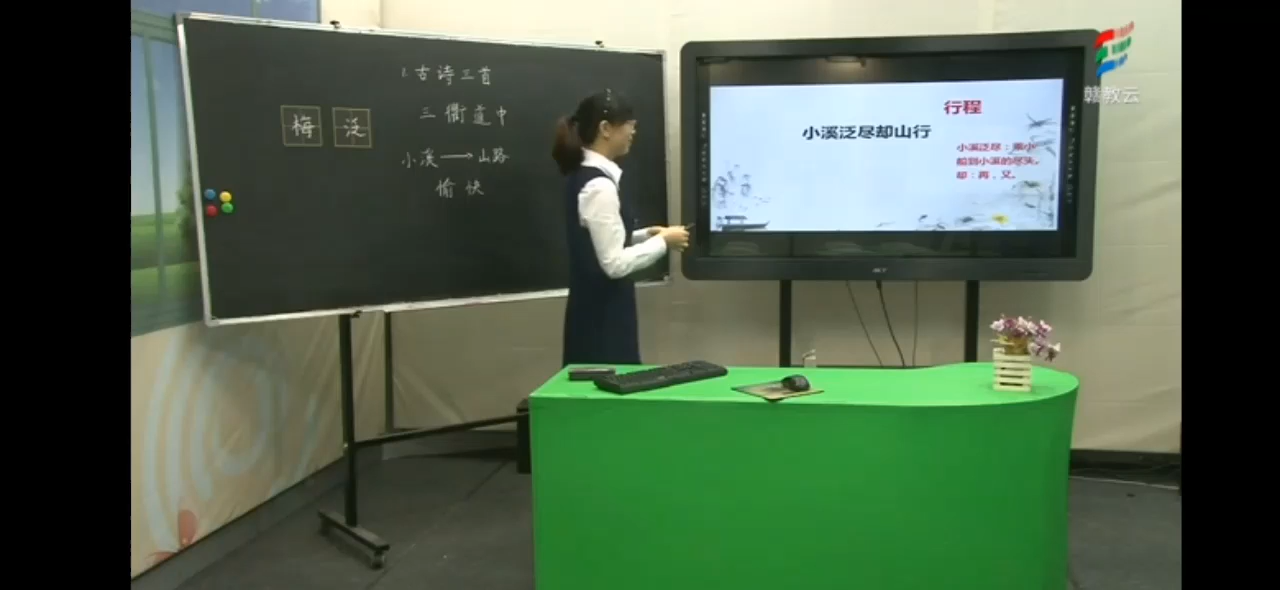 1.古诗三首
梅 泛
三衢道中
小溪→山路
愉快
行程
小溪泛尽却山行
小溪泛尽：乘小
船到小溪的尽头。
却：再，又。
赣教云